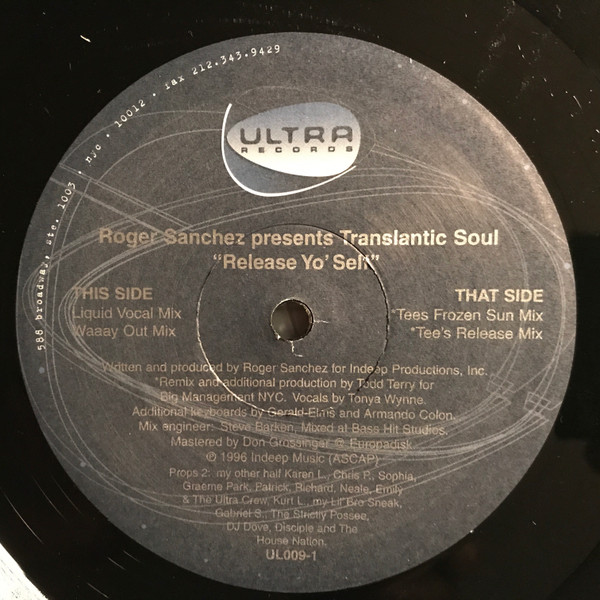 588 broadway, ste. 1003 · nyc · 10012 · fax 212.343.9429
ULTRA
RECORDS
Roger Sanchez presents Translantic Soul
"Release Yo' Self"
THIS SIDE
Liquid Vocal Mix
Waaay Out Mix
THAT SIDE
*Tees Frozen Sun Mix
*Tee's Release Mix
Written and produced by Roger Sanchez for Indeep Productions, Inc.
*Remix and additional production by Todd Terry for
Big Management NYC. Vocals by Tonya Wynne.
Additional keyboards by Gerald Elms and Armando Colon.
Mix engineer: Steve Barken, Mixed at Bass Hit Studios.
Mastered by Don Grossinger @ Europadisk
℗ 1996 Indeep Music (ASCAP)
Props 2: my other half Karen L., Chris P., Sophia,
Graeme Park, Patrick, Richard, Neale, Emily
& The Ultra Crew, Kurt L., my Lil Bro Sneak,
Gabriel S., The Strictly Possee,
DJ Dove, Disciple and The
House Nation.
UL009-1